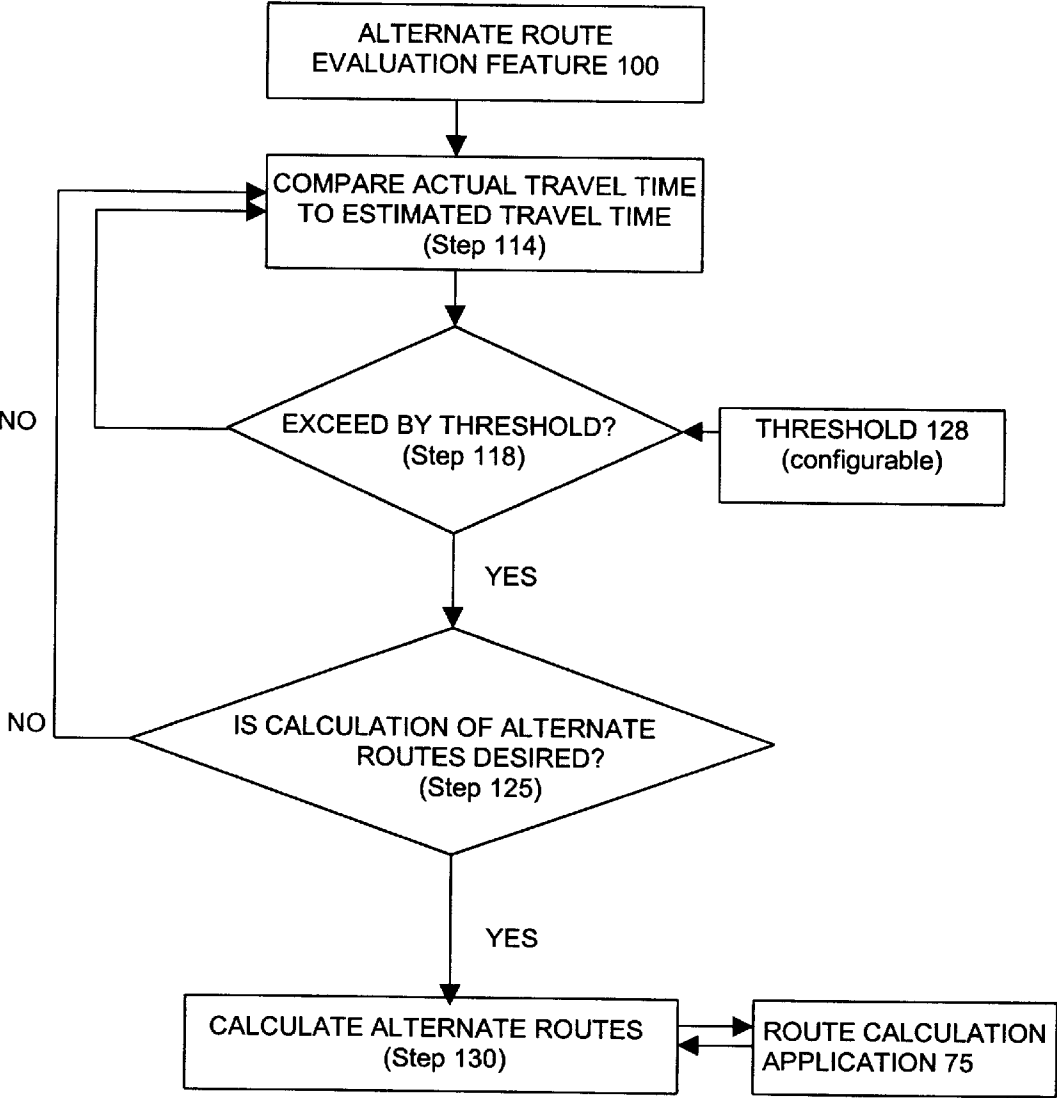 ALTERNATE ROUTE
EVALUATION FEATURE 100
COMPARE ACTUAL TRAVEL TIME
TO ESTIMATED TRAVEL TIME
(Step 114)
NO
EXCEED BY THRESHOLD?
(Step 118)
THRESHOLD 128
(configurable)
YES
NO
IS CALCULATION OF ALTERNATE
ROUTES DESIRED?
(Step 125)
YES
CALCULATE ALTERNATE ROUTES
(Step 130)
ROUTE CALCULATION
APPLICATION 75